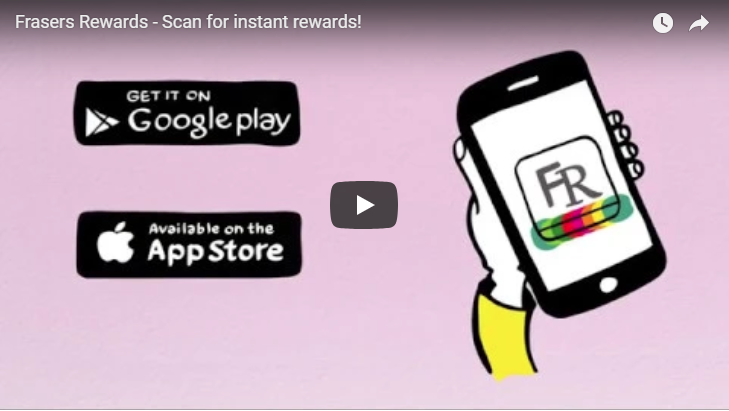 Frasers Rewards - Scan for instant rewards!
GET IT ON
Google play
Available on the
App Store
FR